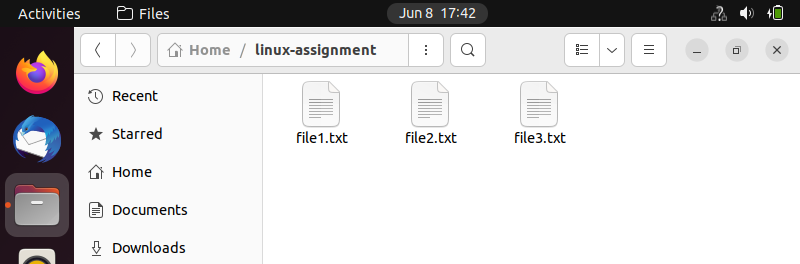 Activities Files Jun 8 17:42
Home / linux-assignment
Recent
Starred
Home
Documents
Downloads
file1.txt file2.txt file3.txt